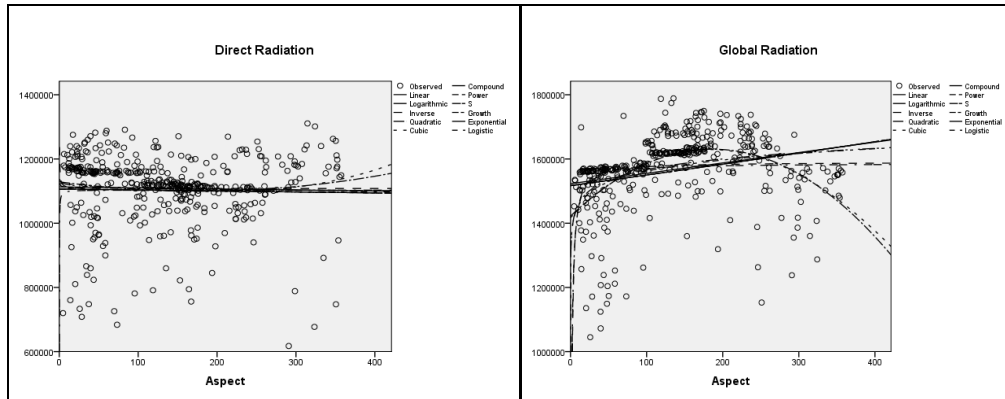 Direct Radiation
1400000
1200000
1000000
800000
600000
0 100 200 300 400
Aspect
Observed Compound
Linear Power
Logarithmic S
Inverse Growth
Quadratic Exponential
Cubic Logistic
Global Radiation
1800000
1600000
1400000
1200000
1000000
0 100 200 300 400
Aspect
Observed Compound
Linear Power
Logarithmic S
Inverse Growth
Quadratic Exponential
Cubic Logistic